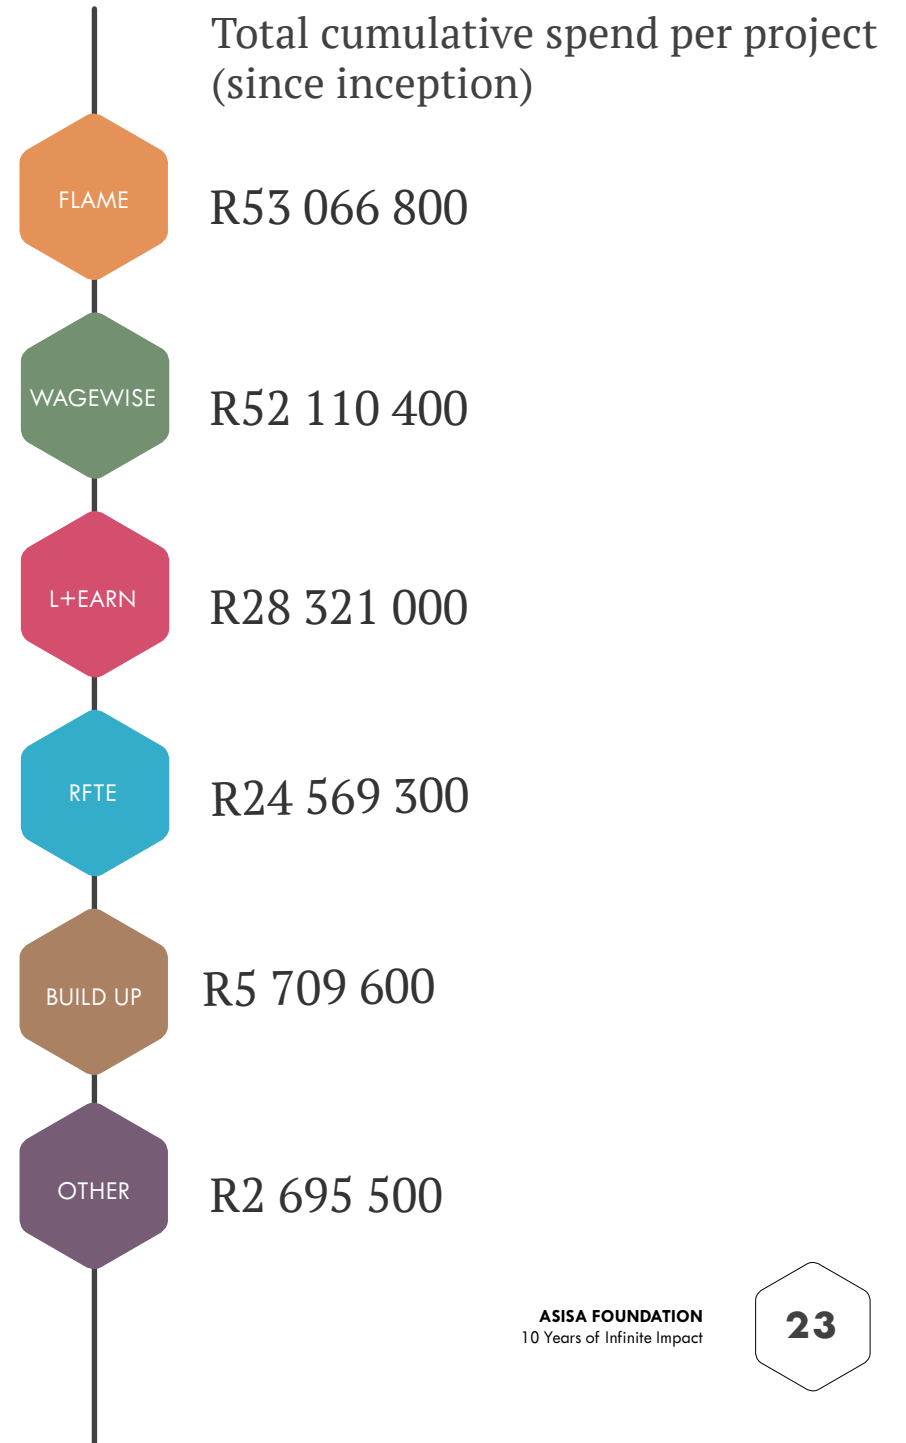 Total cumulative spend per project
(since inception)
FLAME
R53 066 800
WAGEWISE
R52 110 400
L+EARN
R28 321 000
RFTE
R24 569 300
BUILD UP
R5 709 600
OTHER
R2 695 500
ASISA FOUNDATION
10 Years of Infinite Impact
23